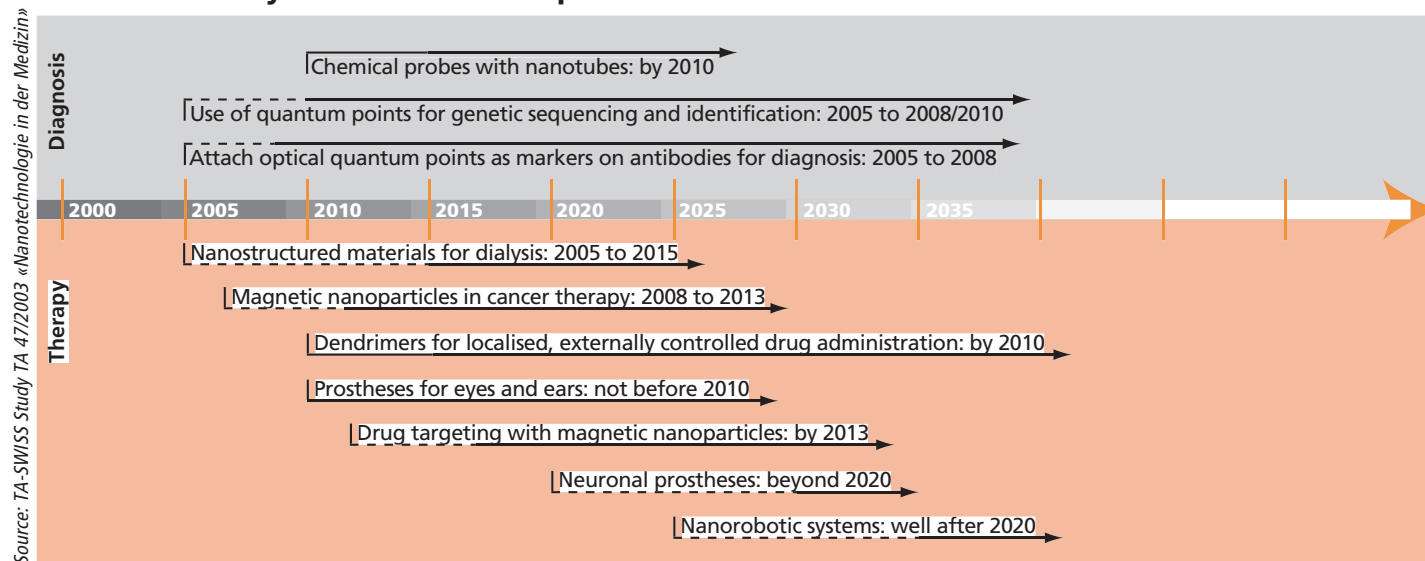 Source: TA-SWISS Study TA 47/2003 «Nanotechnologie in der Medizin»
Diagnosis
Chemical probes with nanotubes: by 2010
Use of quantum points for genetic sequencing and identification: 2005 to 2008/2010
Attach optical quantum points as markers on antibodies for diagnosis: 2005 to 2008
2000 2005 2010 2015 2020 2025 2030 2035
Therapy
Nanostructured materials for dialysis: 2005 to 2015
Magnetic nanoparticles in cancer therapy: 2008 to 2013
Dendrimers for localised, externally controlled drug administration: by 2010
Prostheses for eyes and ears: not before 2010
Drug targeting with magnetic nanoparticles: by 2013
Neuronal prostheses: beyond 2020
Nanorobotic systems: well after 2020